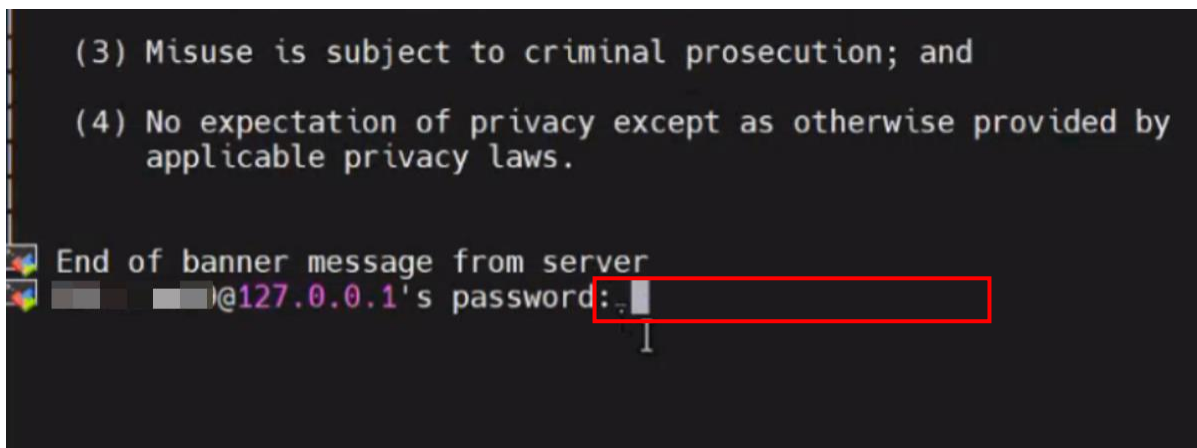 (3) Misuse is subject to criminal prosecution; and
(4) No expectation of privacy except as otherwise provided by
applicable privacy laws.
End of banner message from server
@127.0.0.1's password: